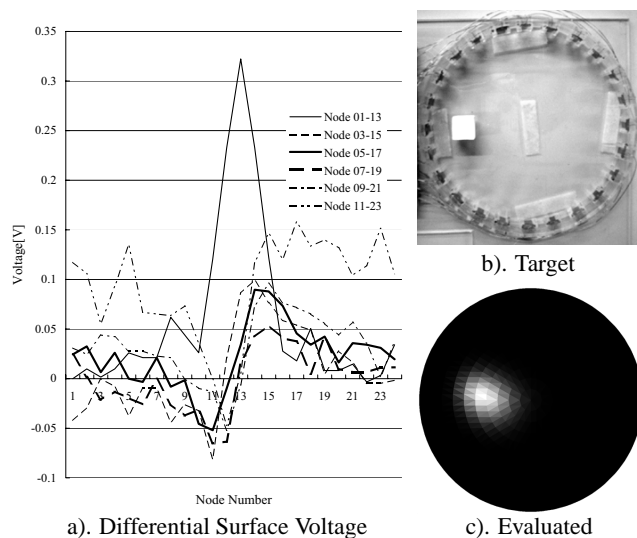 0.35
0.3
0.25
0.2
0.15
0.1
0.05
0
-0.05
-0.1
Voltage[V]
Node 01-13
Node 03-15
Node 05-17
Node 07-19
Node 09-21
Node 11-23
1 3 5 7 9 11 13 15 17 19 21 23
Node Number
a). Differential Surface Voltage
b). Target
c). Evaluated